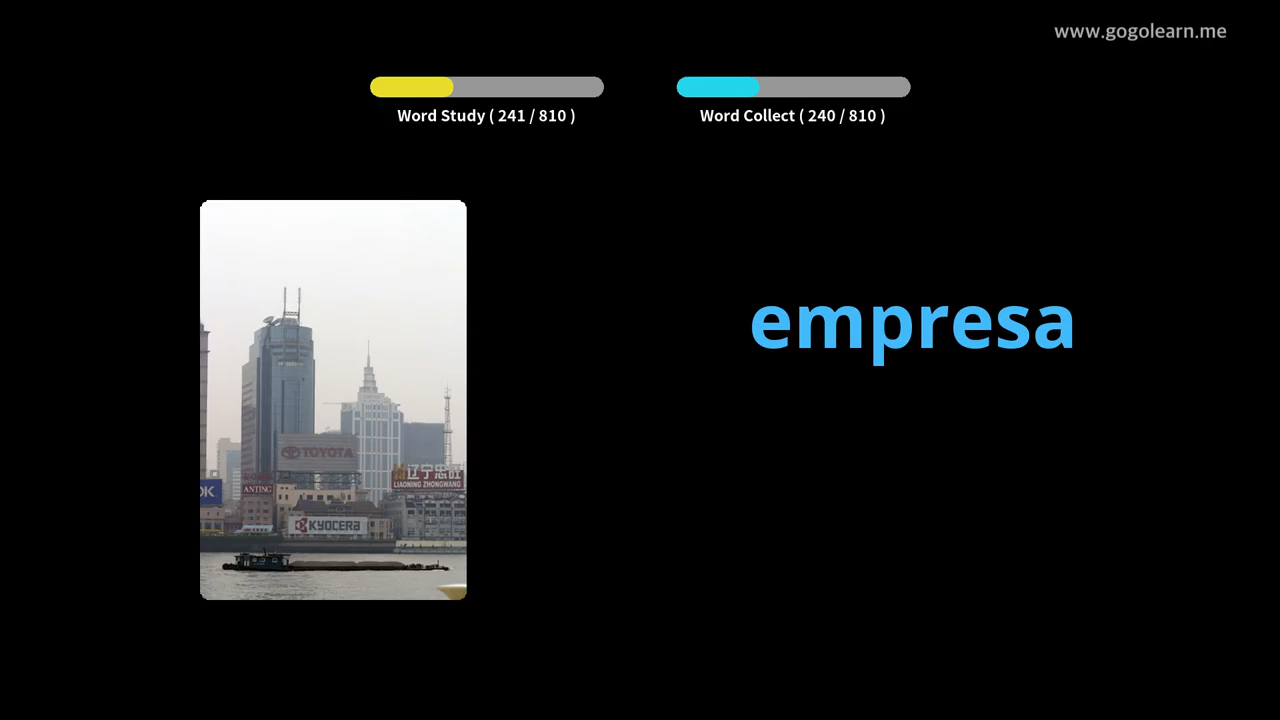 www.gogolearn.me
Word Study ( 241 / 810 )
Word Collect ( 240 / 810 )
empresa
TOYOTA
辽宁忠旺
LIAONING ZHONGWANG
OK
ANTING
KYOCERA